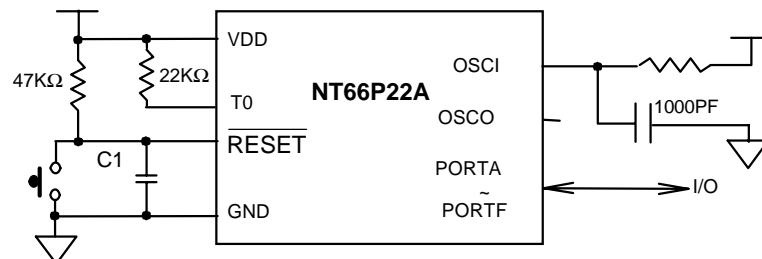 VDD
47KΩ
22KΩ
OSCI
NT66P22A
T0
1000PF
OSCO
RESET
C1
PORTA
~
I/O
GND
PORTF